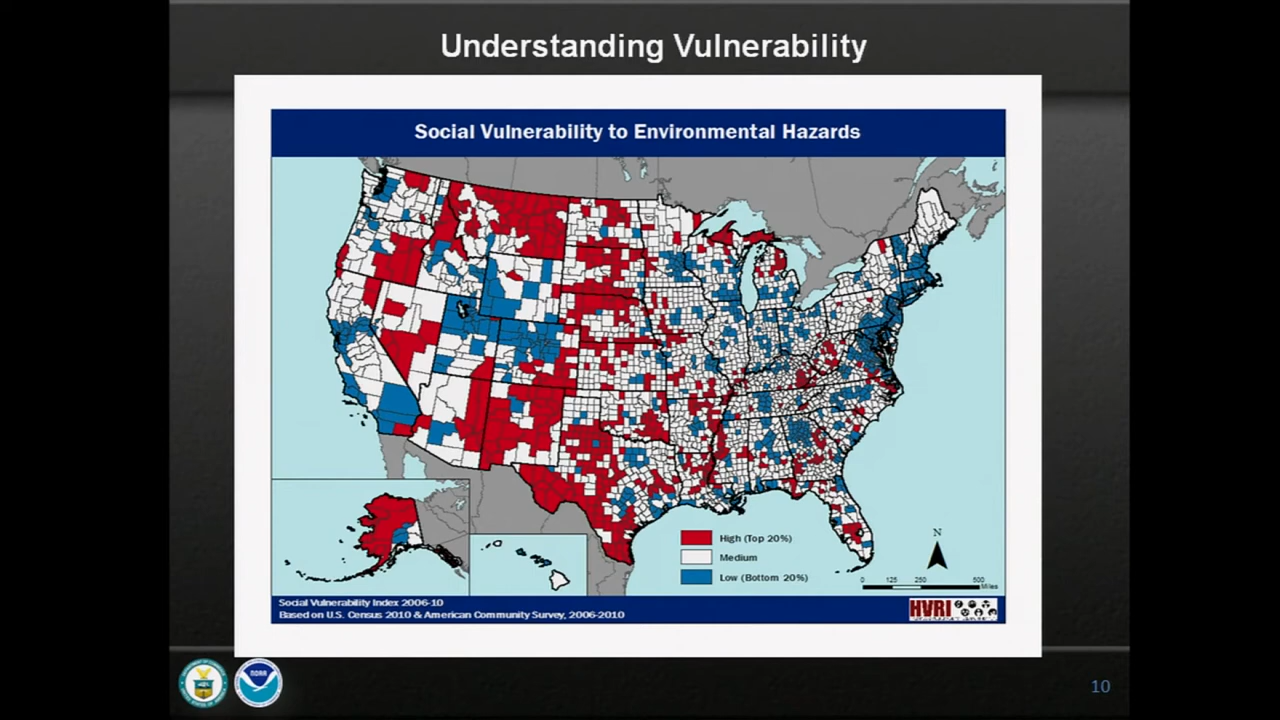 Understanding Vulnerability
Social Vulnerability to Environmental Hazards
High (Top 20%)
Medium
Low (Bottom 20%)
N
0 125 250 500
Miles
Social Vulnerability Index 2006-10
Based on U.S. Census 2010 & American Community Survey, 2006-2010
HVRI
NOAA
10